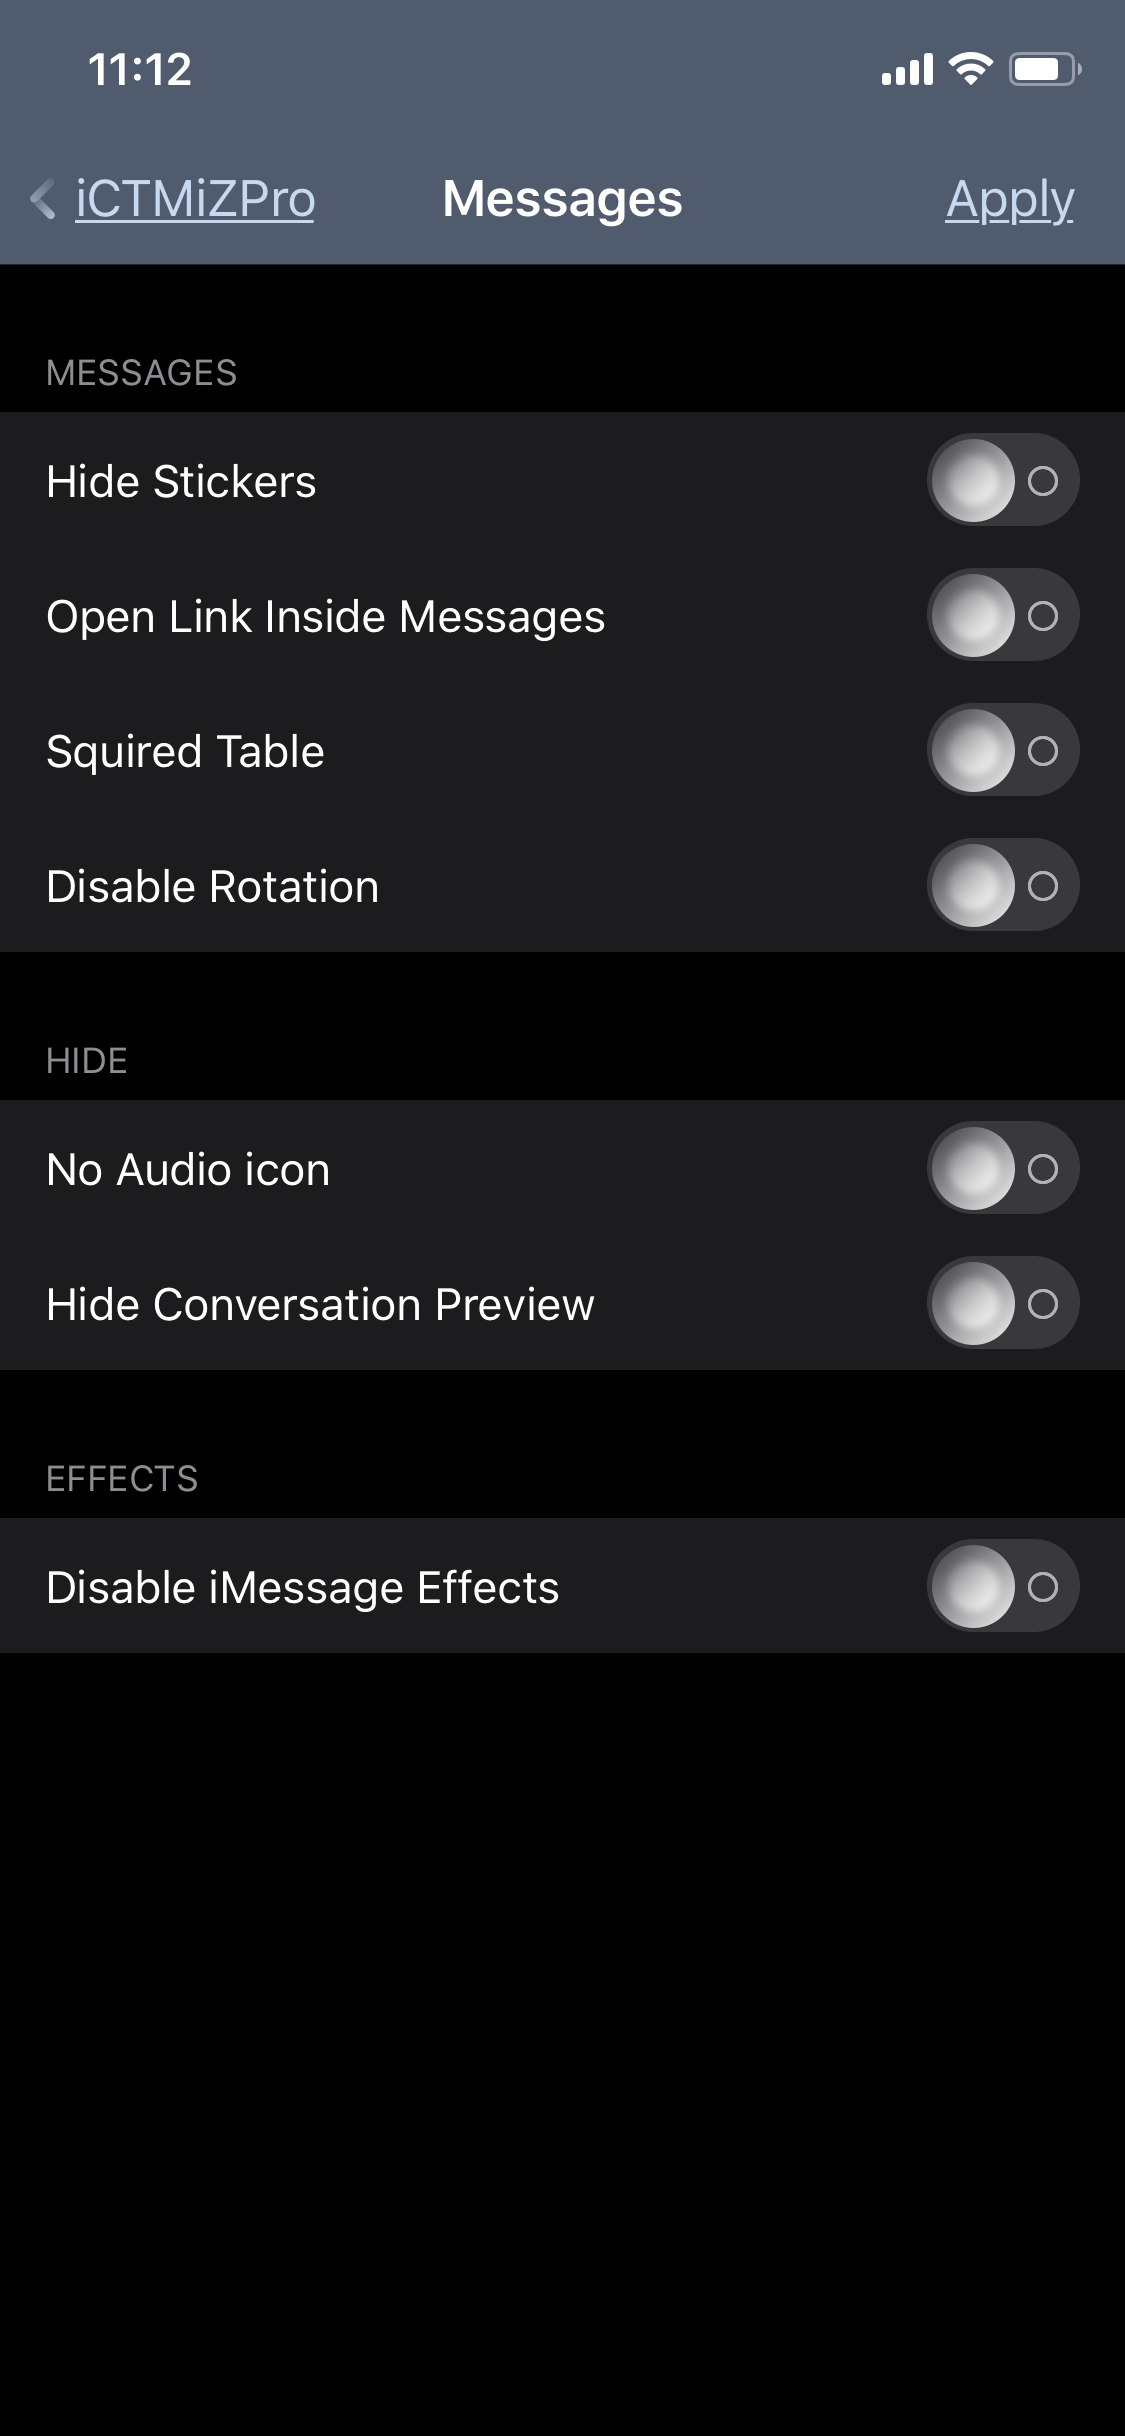 11:12
iCTMiZPro Messages Apply
MESSAGES
Hide Stickers
Open Link Inside Messages
Squired Table
Disable Rotation
HIDE
No Audio icon
Hide Conversation Preview
EFFECTS
Disable iMessage Effects